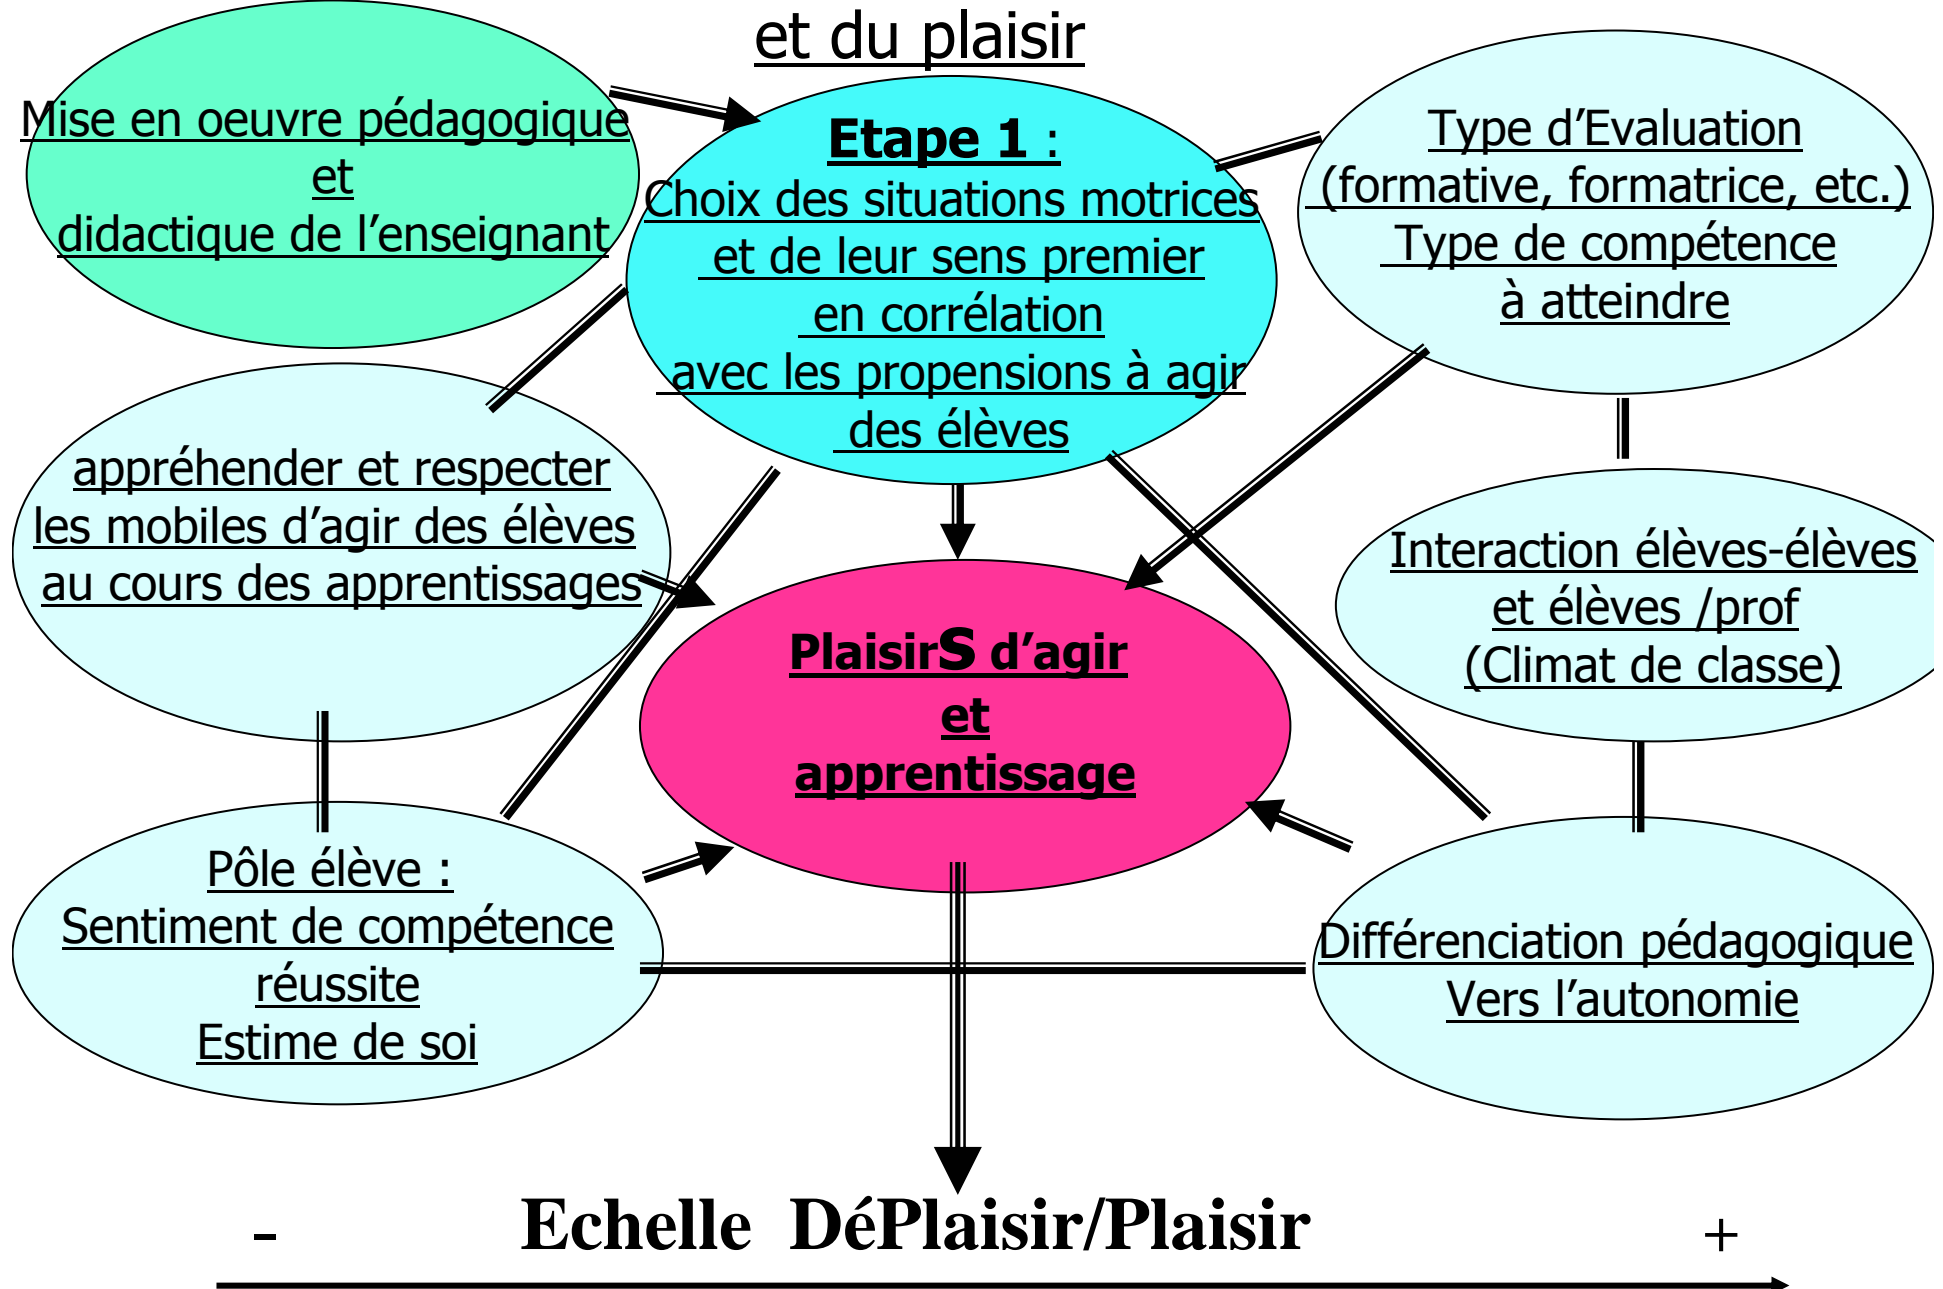 et du plaisir
Mise en oeuvre pédagogique
et
didactique de l’enseignant
Etape 1 :
Choix des situations motrices
et de leur sens premier
en corrélation
avec les propensions à agir
des élèves
Type d’Evaluation
(formative, formatrice, etc.)
Type de compétence
à atteindre
appréhender et respecter
les mobiles d’agir des élèves
au cours des apprentissages
Interaction élèves-élèves
et élèves /prof
(Climat de classe)
PlaisirS d’agir
et
apprentissage
Pôle élève :
Sentiment de compétence
réussite
Estime de soi
Différenciation pédagogique
Vers l’autonomie
- Echelle DéPlaisir/Plaisir +